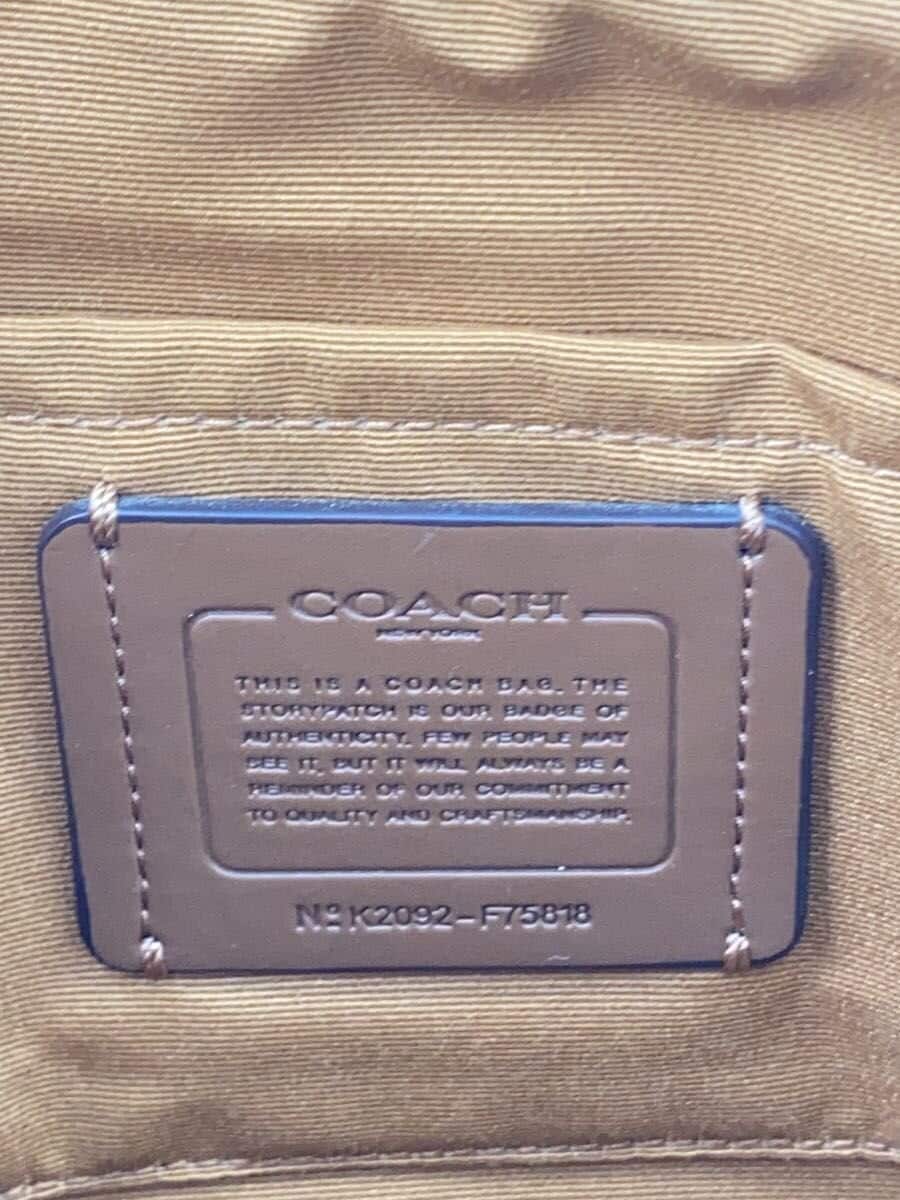 COACH
NEW YORK
THIS IS A COACH BAG. THE
STORYPATCH IS OUR BADGE OF
AUTHENTICITY. FEW PEOPLE MAY
SEE IT, BUT IT WILL ALWAYS BE A
REMINDER OF OUR COMMITMENT
TO QUALITY AND CRAFTSMANSHIP.
Nº K2092-F75818